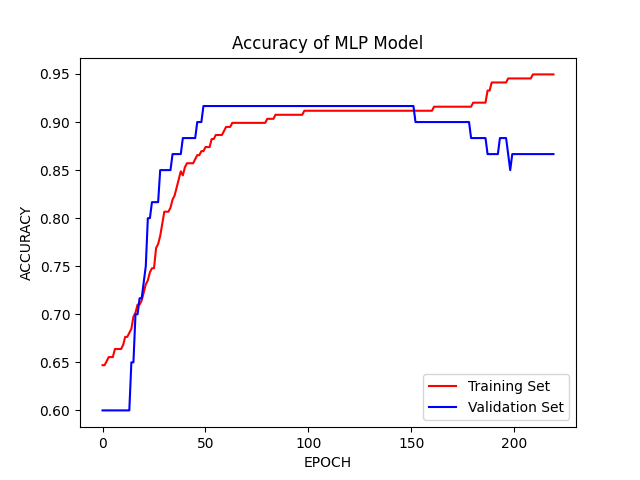 Accuracy of MLP Model
ACCURACY
0.95
0.90
0.85
0.80
0.75
0.70
0.65
0.60
0
50
100
150
200
EPOCH
Training Set
Validation Set